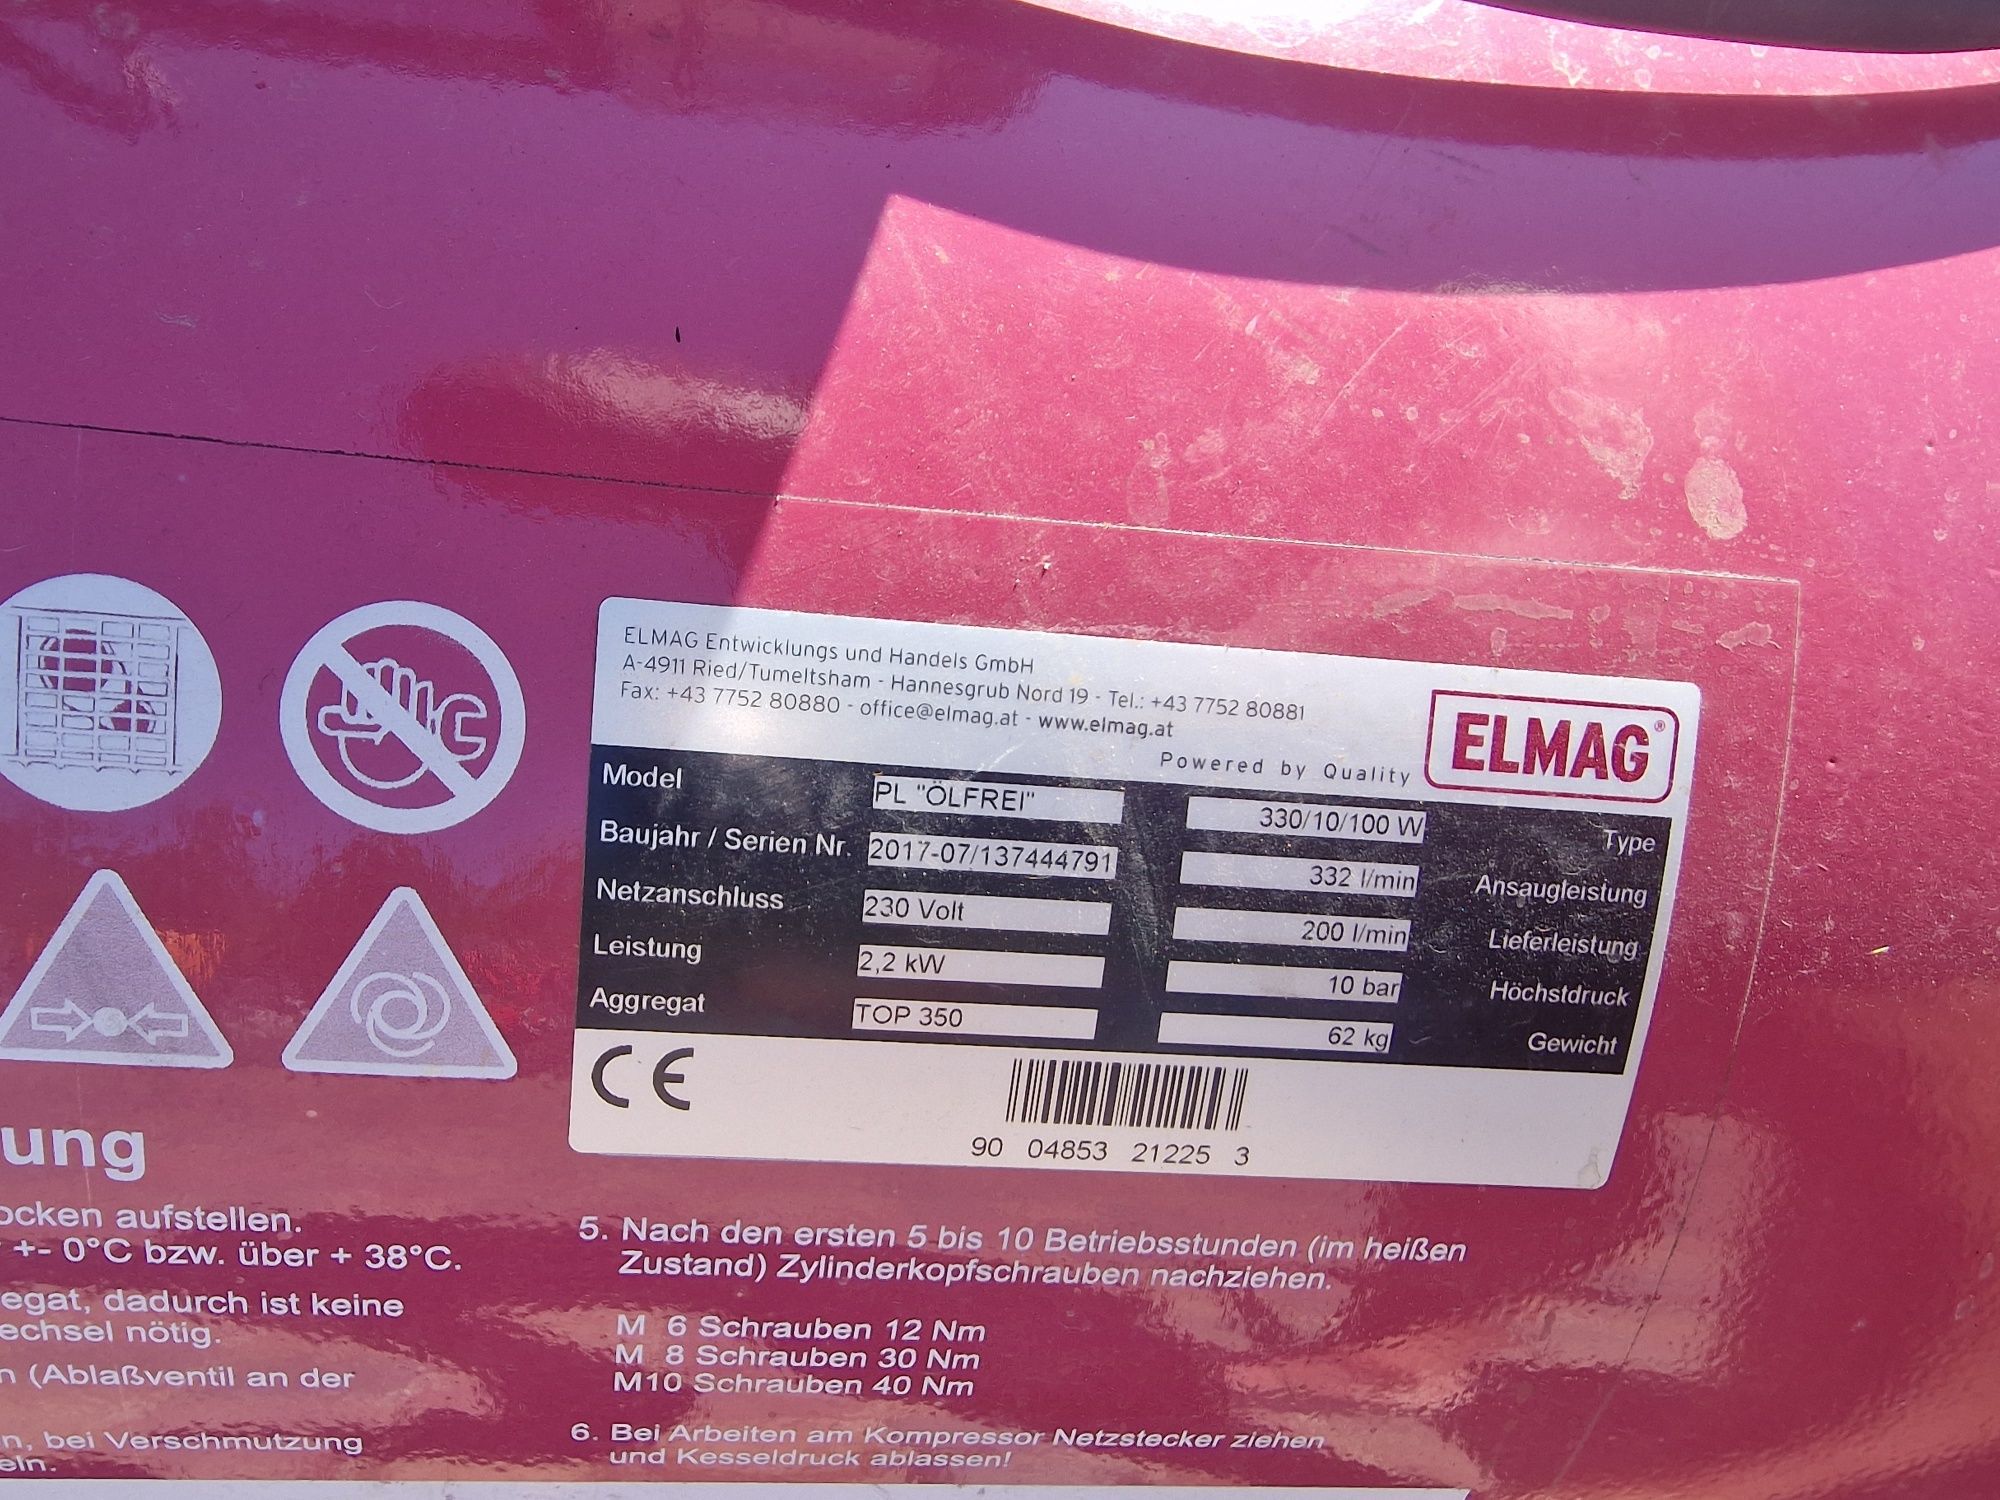 ELMAG Entwicklungs und Handels GmbH
A-4911 Ried/Tumeltsham - Hannesgrub Nord 19 - Tel.: +43 7752 80881
Fax: +43 7752 80880 - office@elmag.at - www.elmag.at
Powered by Quality
ELMAG®
Model PL "ÖLFREI" 330/10/100 W Type
Baujahr / Serien Nr. 2017-07/137444791 332 l/min Ansaugleistung
Netzanschluss 230 Volt 200 l/min Lieferleistung
Leistung 2,2 kW 10 bar Höchstdruck
Aggregat TOP 350 62 kg Gewicht
CE
90 04853 21225 3
ung
ocken aufstellen.
+- 0°C bzw. über + 38°C.
egat, dadurch ist keine
echsel nötig.
n (Ablaßventil an der
n, bei Verschmutzung
eln.
5. Nach den ersten 5 bis 10 Betriebsstunden (im heißen
Zustand) Zylinderkopfschrauben nachziehen.
M 6 Schrauben 12 Nm
M 8 Schrauben 30 Nm
M10 Schrauben 40 Nm
6. Bei Arbeiten am Kompressor Netzstecker ziehen
und Kesseldruck ablassen!